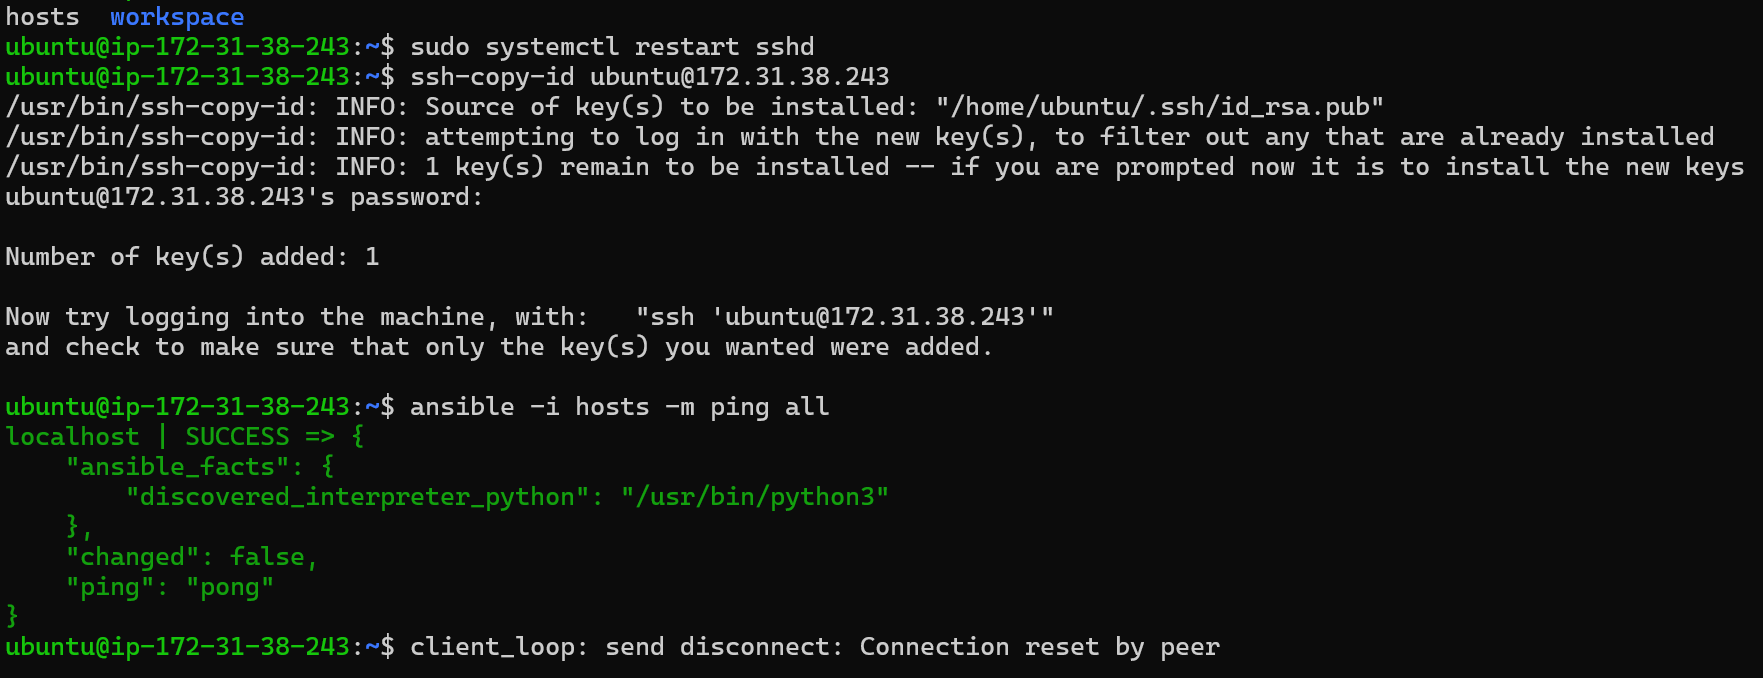 hosts  workspace
ubuntu@ip-172-31-38-243:~$ sudo systemctl restart sshd
ubuntu@ip-172-31-38-243:~$ ssh-copy-id ubuntu@172.31.38.243
/usr/bin/ssh-copy-id: INFO: Source of key(s) to be installed: "/home/ubuntu/.ssh/id_rsa.pub"
/usr/bin/ssh-copy-id: INFO: attempting to log in with the new key(s), to filter out any that are already installed
/usr/bin/ssh-copy-id: INFO: 1 key(s) remain to be installed -- if you are prompted now it is to install the new keys
ubuntu@172.31.38.243's password:

Number of key(s) added: 1

Now try logging into the machine, with:   "ssh 'ubuntu@172.31.38.243'"
and check to make sure that only the key(s) you wanted were added.

ubuntu@ip-172-31-38-243:~$ ansible -i hosts -m ping all
localhost | SUCCESS => {
    "ansible_facts": {
        "discovered_interpreter_python": "/usr/bin/python3"
    },
    "changed": false,
    "ping": "pong"
}
ubuntu@ip-172-31-38-243:~$ client_loop: send disconnect: Connection reset by peer